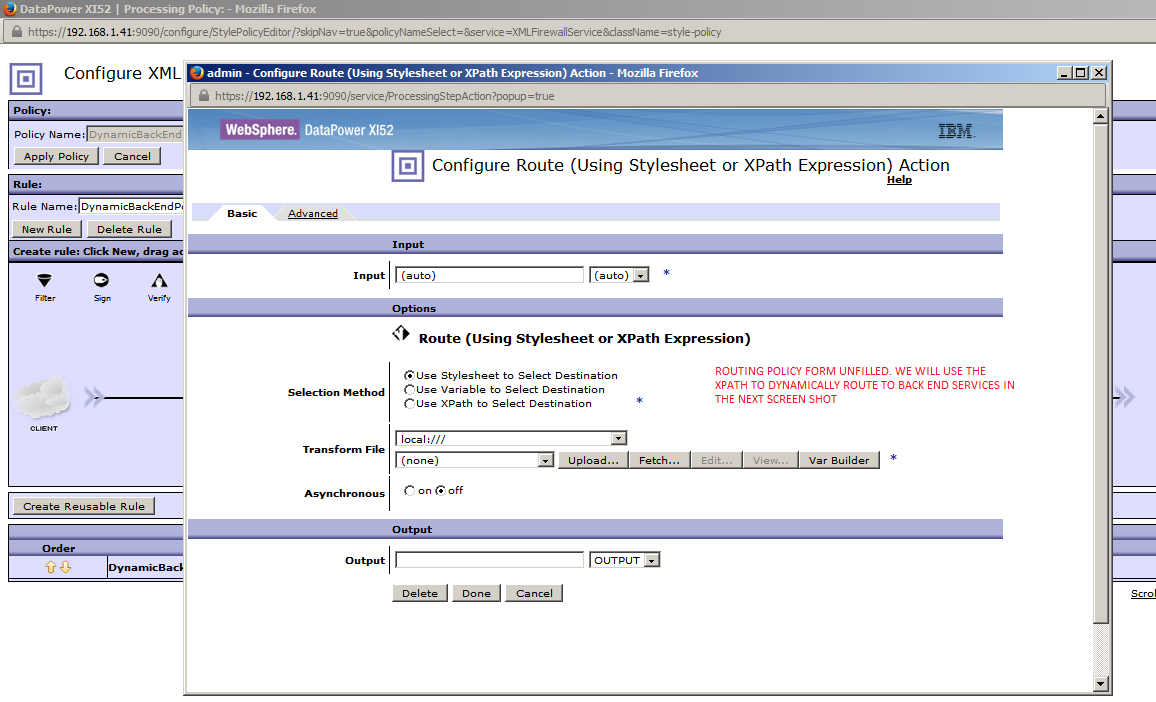 DataPower XI52 | Processing Policy: - Mozilla Firefox
https://192.168.1.41:9090/configure/StylePolicyEditor/?skipNav=true&policyNameSelect=&service=XMLFirewallService&className=style-policy
Configure XML
Policy:
Policy Name: DynamicBackEnd
Apply Policy Cancel
Rule:
Rule Name: DynamicBackEndPo
New Rule Delete Rule
Create rule: Click New, drag ac
Filter Sign Verify
CLIENT
Create Reusable Rule
Order
DynamicBack
Scrol
admin - Configure Route (Using Stylesheet or XPath Expression) Action - Mozilla Firefox
https://192.168.1.41:9090/service/ProcessingStepAction?popup=true
WebSphere. DataPower XI52 IBM.
Configure Route (Using Stylesheet or XPath Expression) Action
Help
Basic Advanced
Input
Input (auto) (auto) *
Options
Route (Using Stylesheet or XPath Expression)
Selection Method
Use Stylesheet to Select Destination
Use Variable to Select Destination
Use XPath to Select Destination *
ROUTING POLICY FORM UNFILLED. WE WILL USE THE
XPATH TO DYNAMICALLY ROUTE TO BACK END SERVICES IN
THE NEXT SCREEN SHOT
Transform File
local:///
(none) Upload... Fetch... Edit... View... Var Builder *
Asynchronous on off
Output
Output OUTPUT
Delete Done Cancel